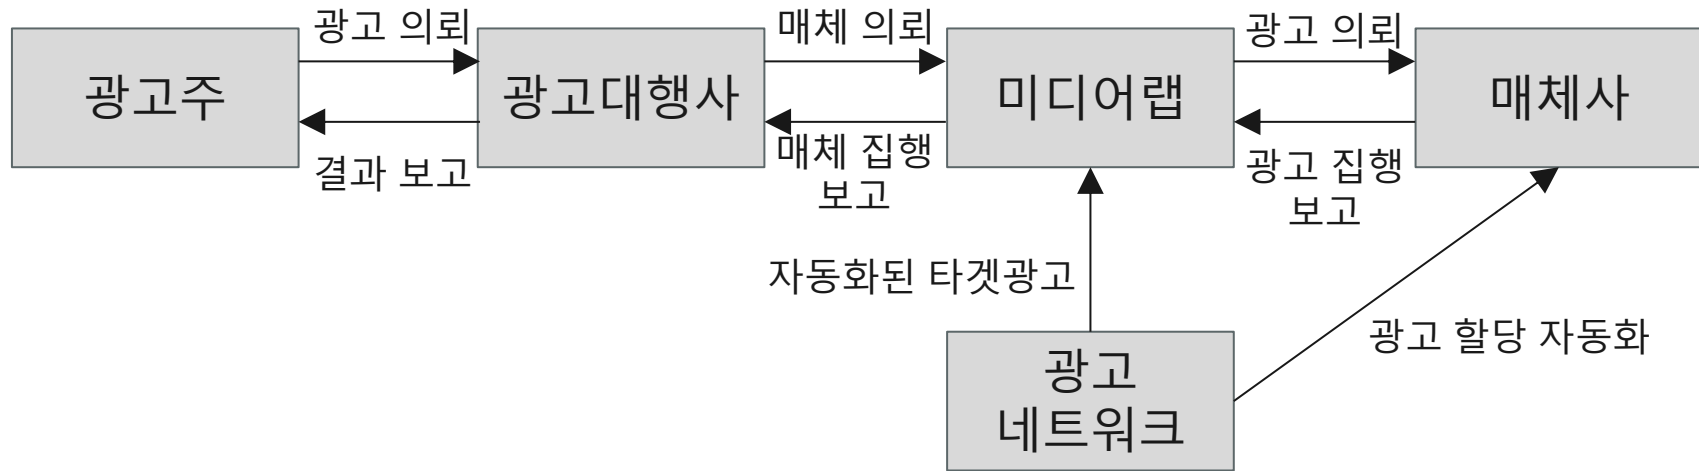 광고 의뢰
매체 의뢰
광고 의뢰
광고주
광고대행사
미디어랩
매체사
결과 보고
매체 집행
보고
광고 집행
보고
자동화된 타겟광고
광고 할당 자동화
광고
네트워크